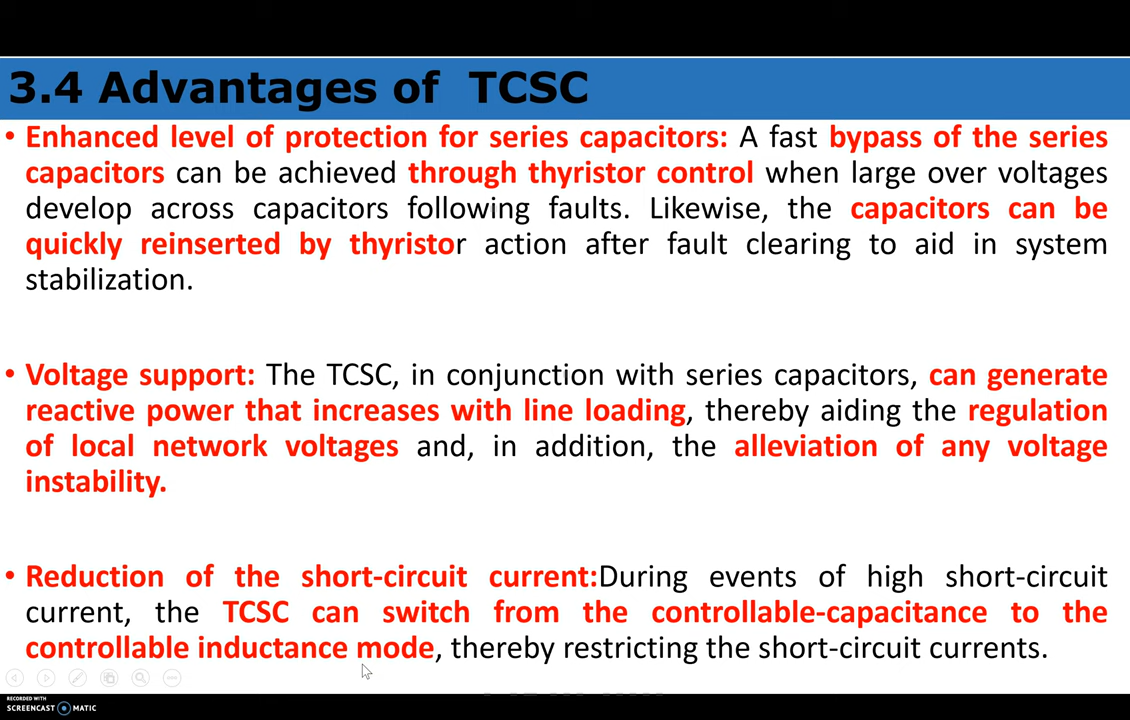 3.4 Advantages of TCSC
• Enhanced level of protection for series capacitors: A fast bypass of the series
capacitors can be achieved through thyristor control when large over voltages
develop across capacitors following faults. Likewise, the capacitors can be
quickly reinserted by thyristor action after fault clearing to aid in system
stabilization.
• Voltage support: The TCSC, in conjunction with series capacitors, can generate
reactive power that increases with line loading, thereby aiding the regulation
of local network voltages and, in addition, the alleviation of any voltage
instability.
• Reduction of the short-circuit current:During events of high short-circuit
current, the TCSC can switch from the controllable-capacitance to the
controllable inductance mode, thereby restricting the short-circuit currents.
RECORDED WITH
SCREENCAST MATIC